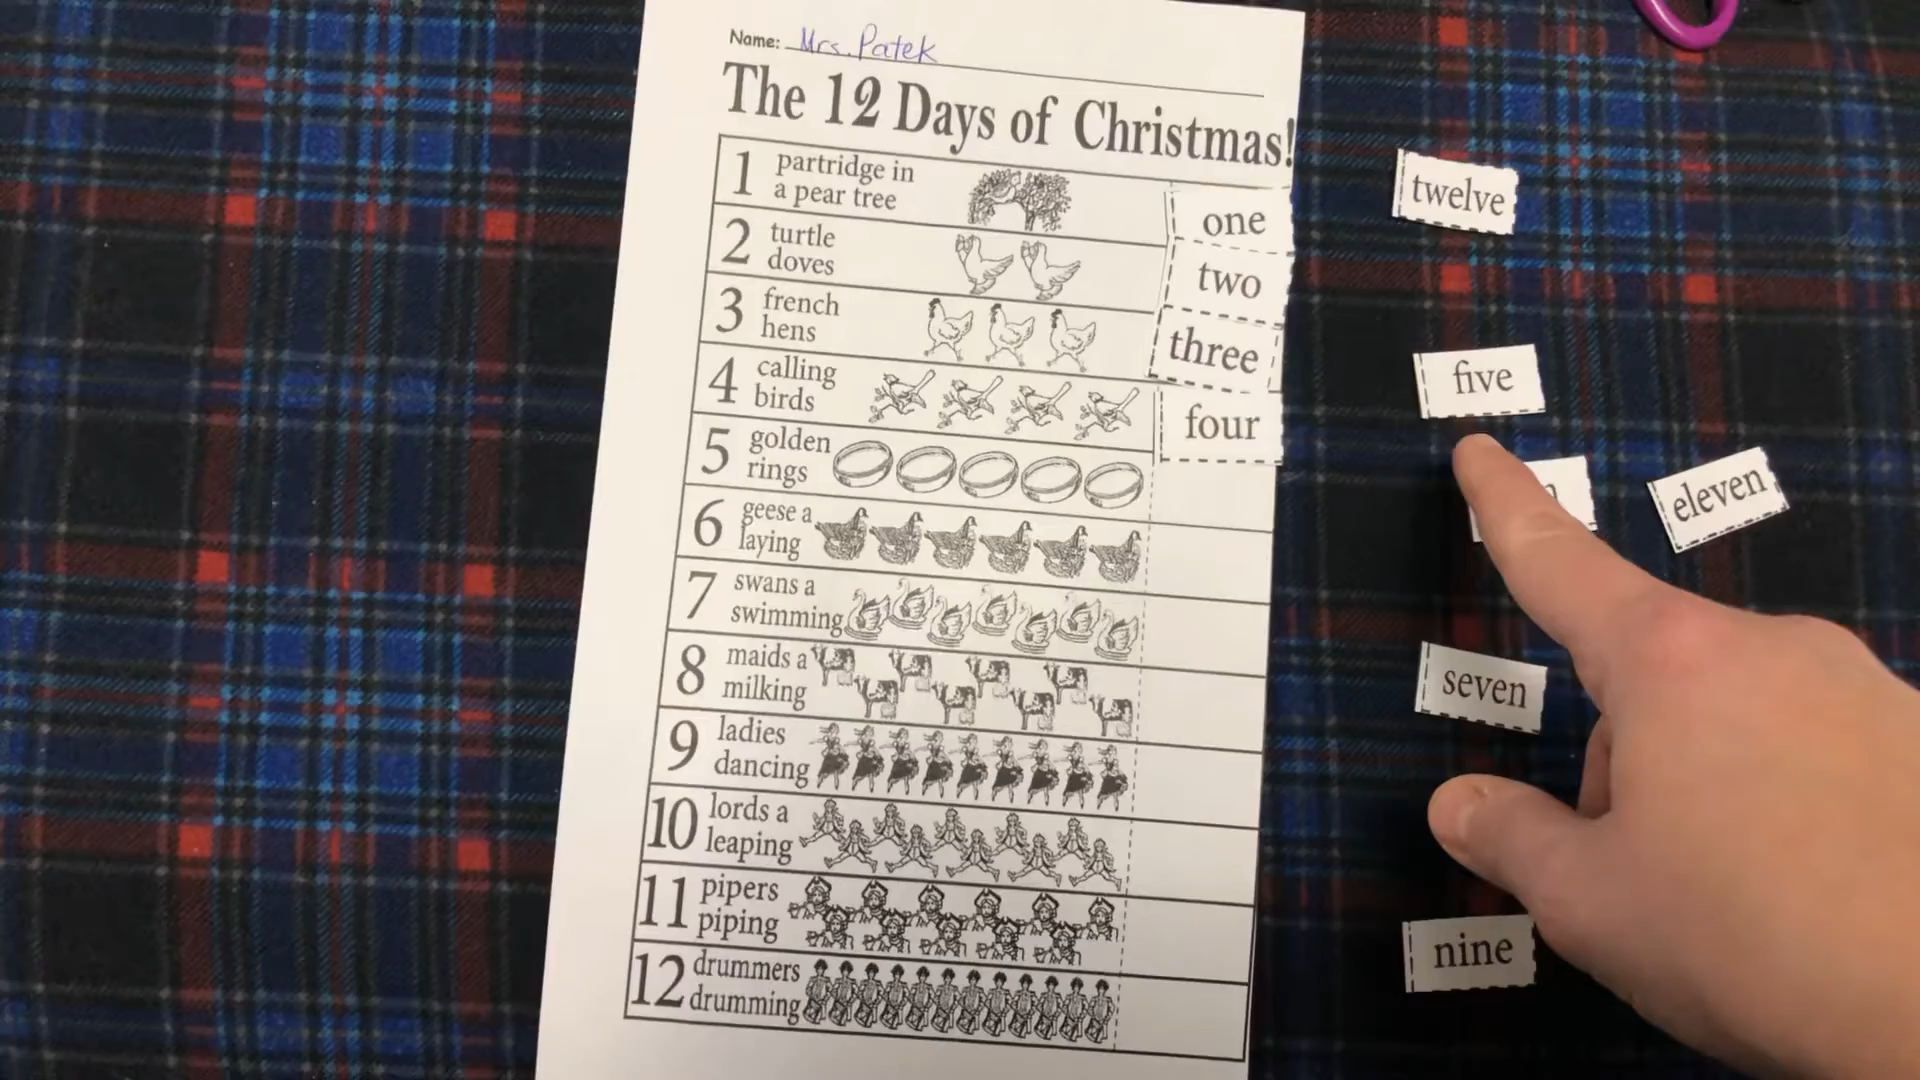 Name: Mrs. Patek
The 12 Days of Christmas!
1 partridge in
a pear tree
one
2 turtle
doves
two
3 french
hens
three
4 calling
birds
four
5 golden
rings
6 geese a
laying
7 swans a
swimming
8 maids a
milking
9 ladies
dancing
10 lords a
leaping
11 pipers
piping
12 drummers
drumming
twelve
five
eleven
seven
nine